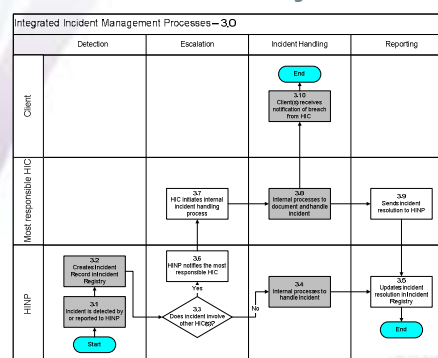 Integrated Incident Management Processes – 3.0
Detection
Escalation
Incident Handling
Reporting
Client
End
3.10
Client(s) receives
notification of breach
from HIC
Most responsible HIC
3.7
HIC initiates internal
incident handling
process
3.8
Internal processes to
document and handle
incident
3.9
Sends incident
resolution to HINP
HINP
3.2
Creates Incident
Record in Incident
Registry
3.1
Incident is detected by
or reported to HINP
Start
3.6
HINP notifies the most
responsible HIC
Yes
3.3
Does incident involve
other HIC(s)?
No
3.4
Internal processes to
handle incident
3.5
Updates incident
resolution in Incident
Registry
End